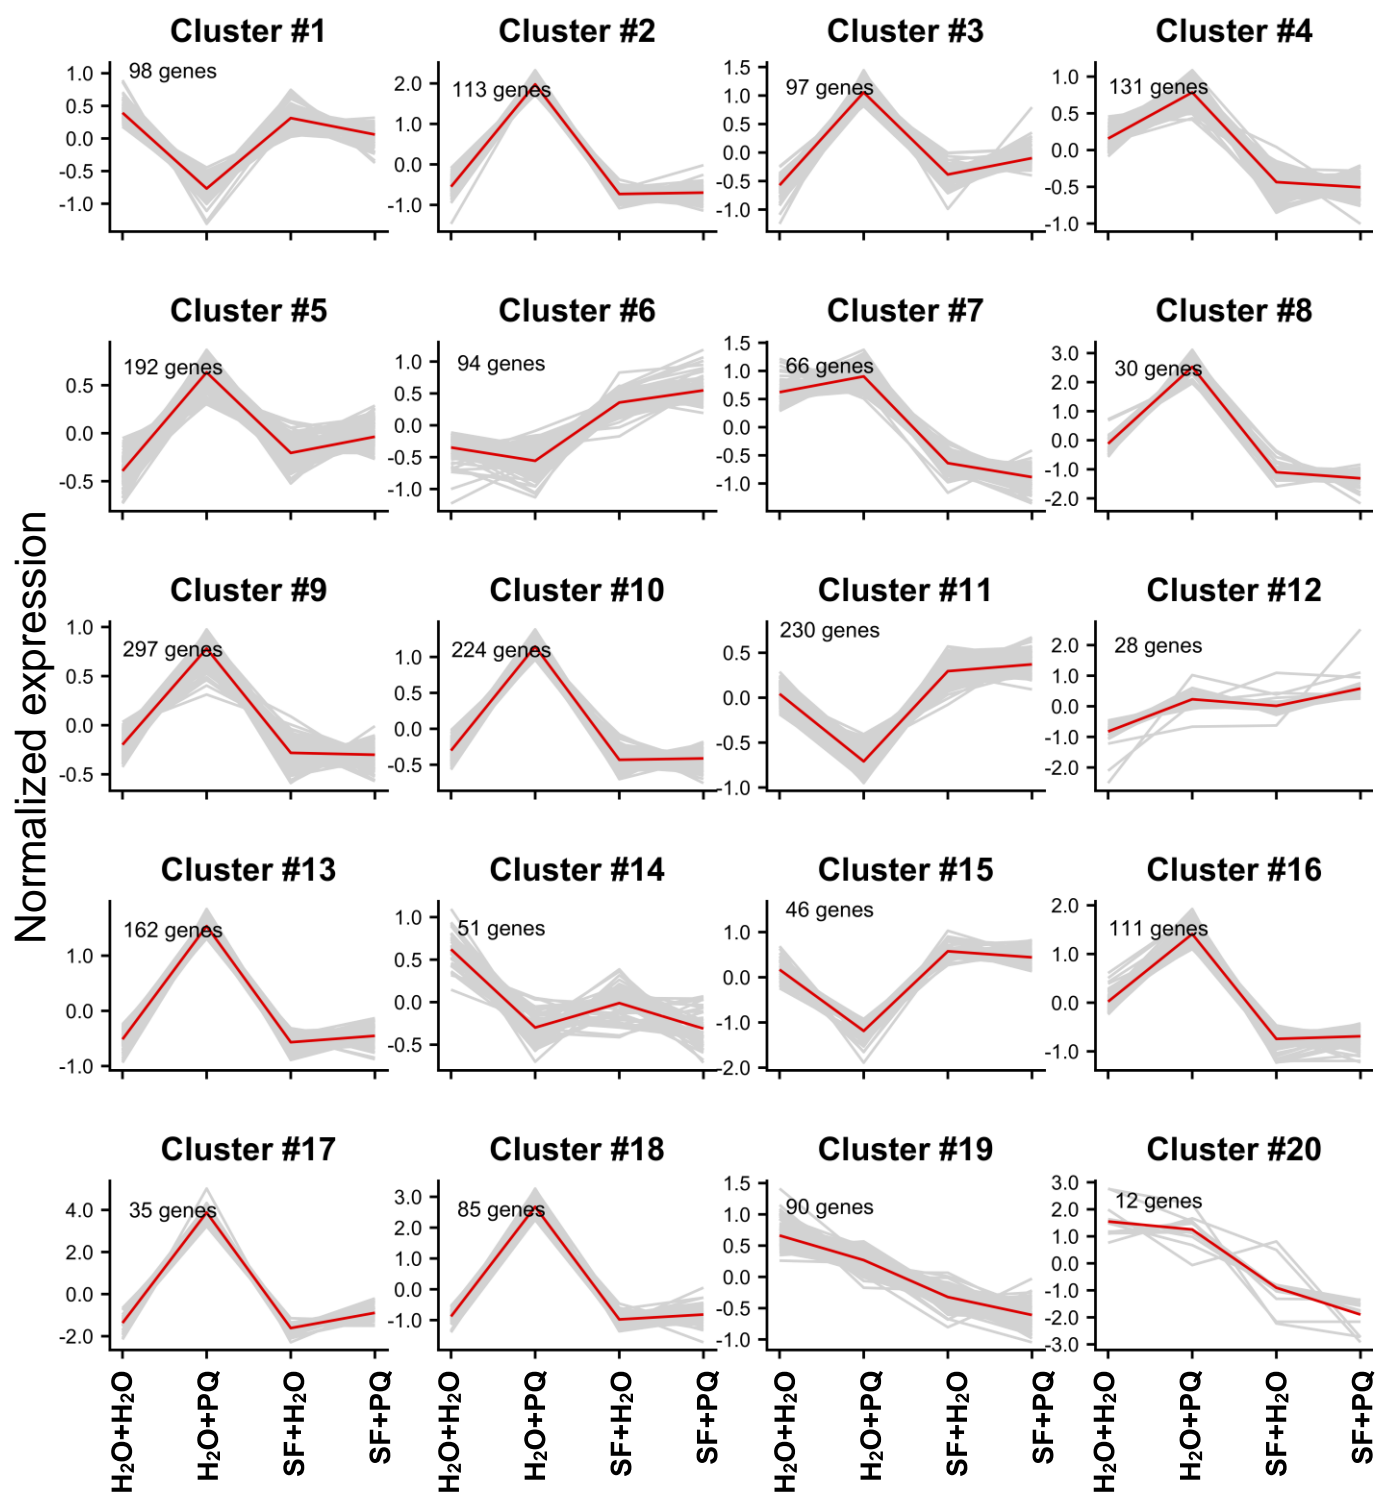 Cluster #1
Cluster #2
Cluster #3
Cluster #4
98 genes
113 genes
97 genes
131 genes
1.0
0.5
0.0
-0.5
-1.0
2.0
1.0
0.0
-1.0
1.5
1.0
0.5
0.0
-0.5
-1.0
1.0
0.5
0.0
-0.5
-1.0
Cluster #5
Cluster #6
Cluster #7
Cluster #8
192 genes
94 genes
66 genes
30 genes
0.5
0.0
-0.5
1.0
0.5
0.0
-0.5
-1.0
1.5
1.0
0.5
0.0
-0.5
-1.0
3.0
2.0
1.0
0.0
-1.0
-2.0
Normalized expression
Cluster #9
Cluster #10
Cluster #11
Cluster #12
297 genes
224 genes
230 genes
28 genes
1.0
0.5
0.0
-0.5
1.0
0.5
0.0
-0.5
0.5
0.0
-0.5
-1.0
2.0
1.0
0.0
-1.0
-2.0
Cluster #13
Cluster #14
Cluster #15
Cluster #16
162 genes
51 genes
46 genes
111 genes
1.0
0.0
-1.0
1.0
0.5
0.0
-0.5
1.0
0.0
-1.0
-2.0
2.0
1.0
0.0
-1.0
Cluster #17
Cluster #18
Cluster #19
Cluster #20
35 genes
85 genes
90 genes
12 genes
4.0
2.0
0.0
-2.0
3.0
2.0
1.0
0.0
-1.0
1.5
1.0
0.5
0.0
-0.5
-1.0
3.0
2.0
1.0
0.0
-1.0
-2.0
-3.0
H₂O+H₂O
H₂O+PQ
SF+H₂O
SF+PQ
H₂O+H₂O
H₂O+PQ
SF+H₂O
SF+PQ
H₂O+H₂O
H₂O+PQ
SF+H₂O
SF+PQ
H₂O+H₂O
H₂O+PQ
SF+H₂O
SF+PQ